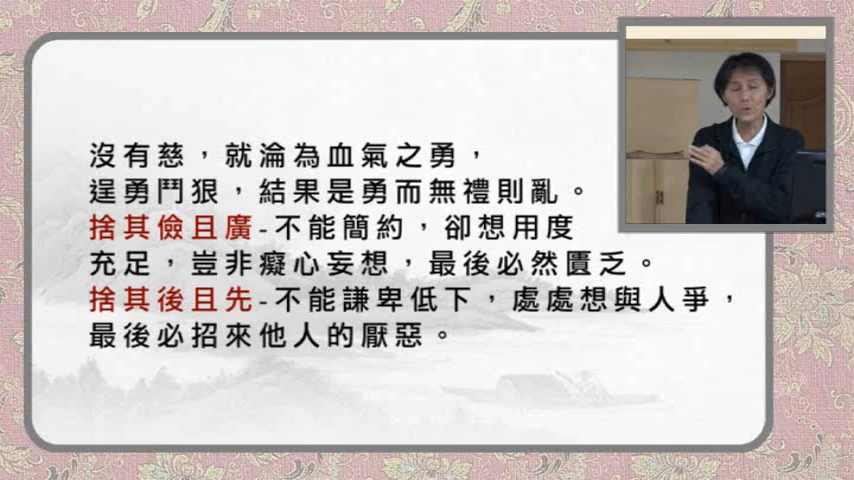 沒有慈，就淪為血氣之勇，
逞勇鬥狠，結果是勇而無禮則亂。
捨其儉且廣-不能簡約，卻想用度
充足，豈非癡心妄想，最後必然匱乏。
捨其後且先-不能謙卑低下，處處想與人爭，
最後必招來他人的厭惡。